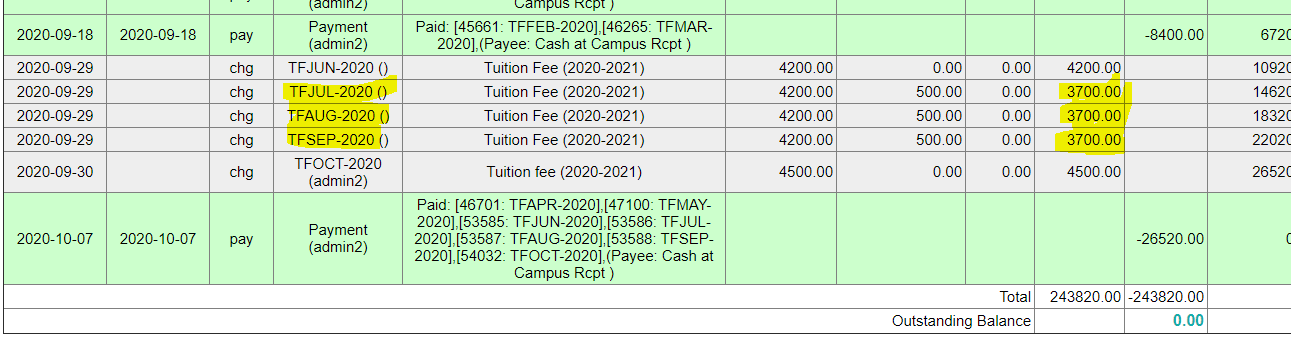 (admin2) Campus Rcpt )
2020-09-18 2020-09-18 pay Payment (admin2) Paid: [45661: TFFEB-2020],[46265: TFMAR-
2020],(Payee: Cash at Campus Rcpt ) -8400.00 6720
2020-09-29 chg TFJUN-2020 () Tuition Fee (2020-2021) 4200.00 0.00 0.00 4200.00 10920
2020-09-29 chg TFJUL-2020 () Tuition Fee (2020-2021) 4200.00 500.00 0.00 3700.00 14620
2020-09-29 chg TFAUG-2020 () Tuition Fee (2020-2021) 4200.00 500.00 0.00 3700.00 18320
2020-09-29 chg TFSEP-2020 () Tuition Fee (2020-2021) 4200.00 500.00 0.00 3700.00 22020
2020-09-30 chg TFOCT-2020 (admin2) Tuition fee (2020-2021) 4500.00 0.00 0.00 4500.00 26520
2020-10-07 2020-10-07 pay Payment (admin2) Paid: [46701: TFAPR-2020],[47100: TFMAY-
2020],[53585: TFJUN-2020],[53586: TFJUL-
2020],[53587: TFAUG-2020],[53588: TFSEP-
2020],[54032: TFOCT-2020],(Payee: Cash at
Campus Rcpt ) -26520.00
Total 243820.00 -243820.00
Outstanding Balance 0.00